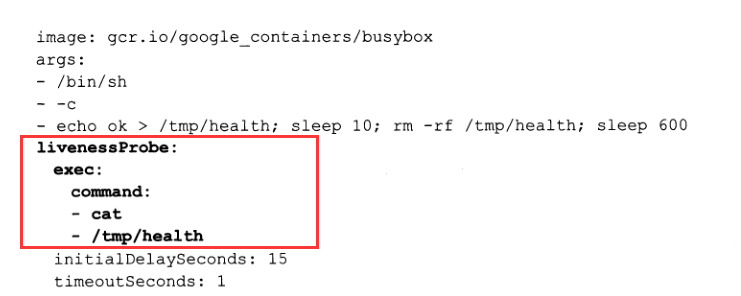 image: gcr.io/google_containers/busybox
args:
- /bin/sh
- -c
- echo ok > /tmp/health; sleep 10; rm -rf /tmp/health; sleep 600
livenessProbe:
  exec:
    command:
    - cat
    - /tmp/health
  initialDelaySeconds: 15
  timeoutSeconds: 1